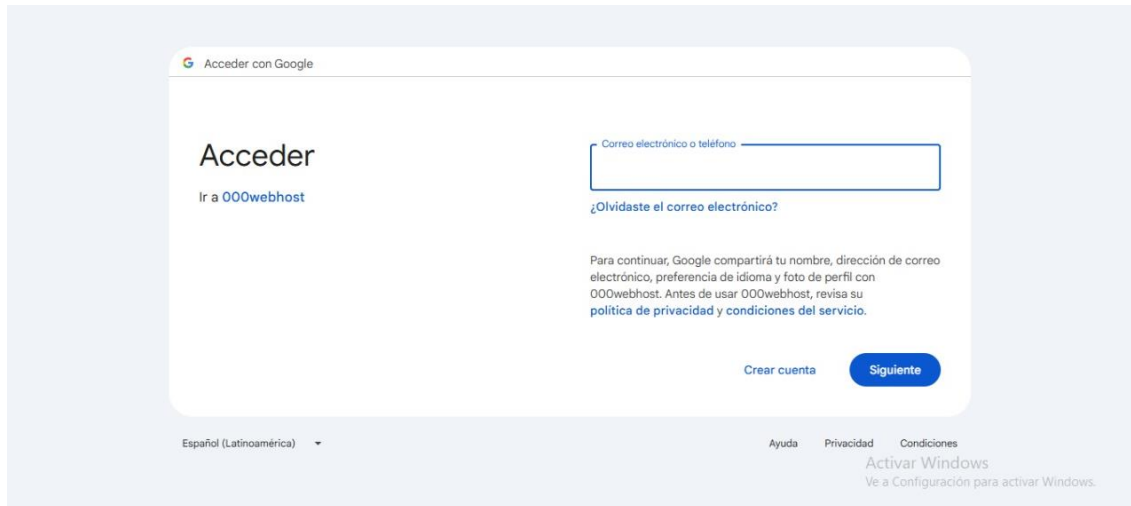 Acceder con Google
Acceder
Ir a 000webhost
Correo electrónico o teléfono
¿Olvidaste el correo electrónico?
Para continuar, Google compartirá tu nombre, dirección de correo
electrónico, preferencia de idioma y foto de perfil con
000webhost. Antes de usar 000webhost, revisa su
política de privacidad y condiciones del servicio.
Crear cuenta
Siguiente
Español (Latinoamérica)
Ayuda
Privacidad
Condiciones
Activar Windows
Ve a Configuración para activar Windows.